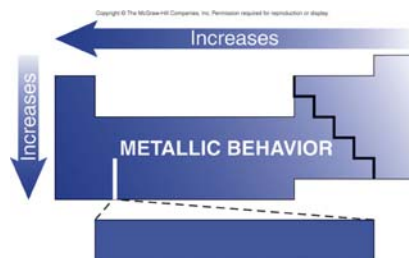 Copyright © The McGraw-Hill Companies, Inc. Permission required for reproduction or display.
Increases
Increases
METALLIC BEHAVIOR